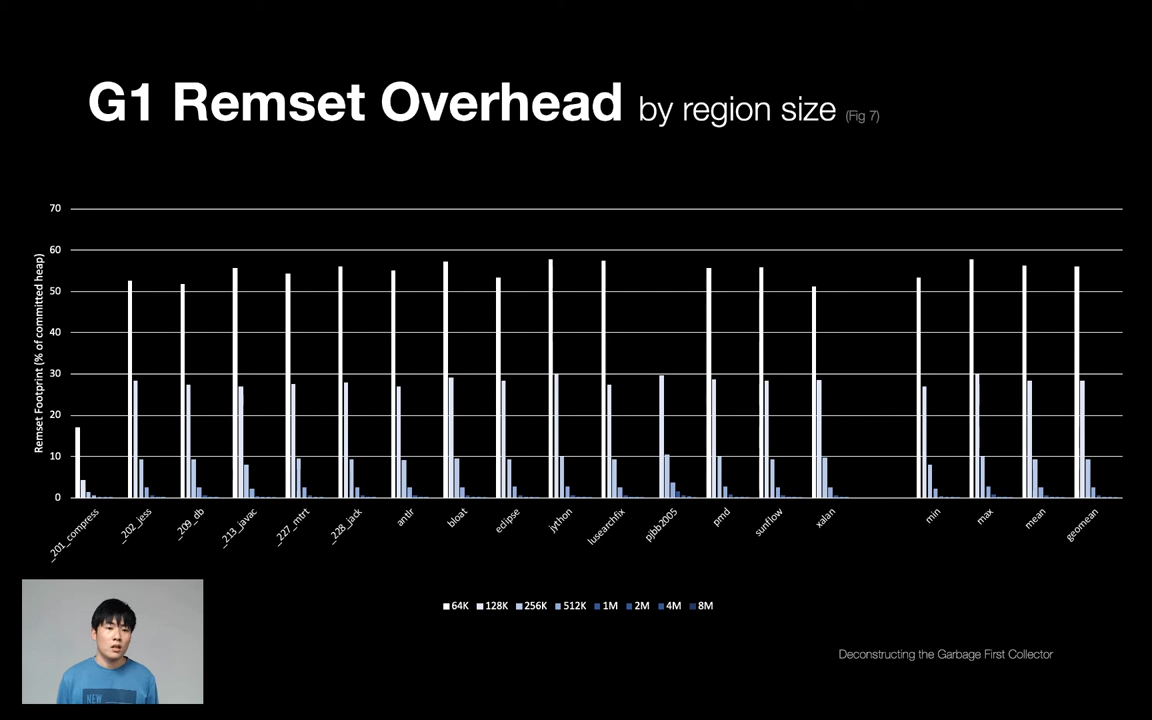 G1 Remset Overhead by region size (Fig 7)
Remset Footprint (% of committed heap)
70
60
50
40
30
20
10
0
_201_compress
_202_jess
_209_db
_213_javac
_227_mtrt
_228_jack
antlr
bloat
eclipse
jython
lusearchfix
pjbb2005
pmd
sunflow
xalan
min
max
mean
geomean
64K 128K 256K 512K 1M 2M 4M 8M
NEW
Deconstructing the Garbage First Collector